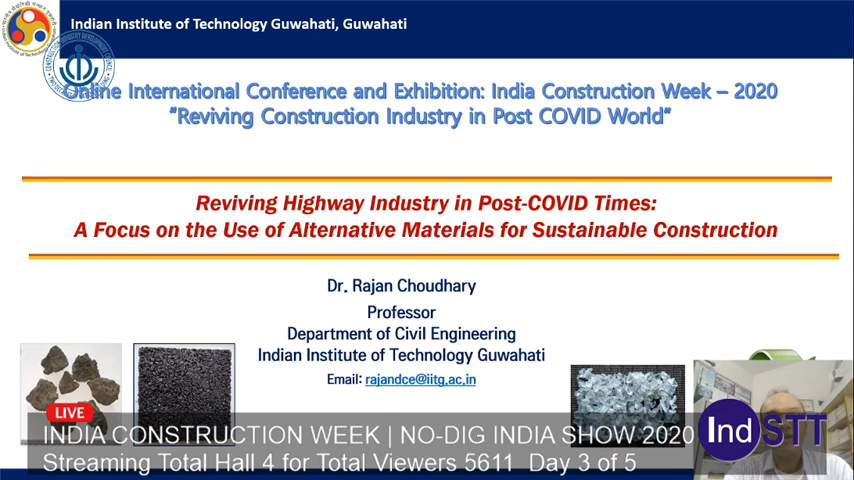 Indian Institute of Technology Guwahati, Guwahati
Online International Conference and Exhibition: India Construction Week – 2020
“Reviving Construction Industry in Post COVID World”
Reviving Highway Industry in Post-COVID Times:
A Focus on the Use of Alternative Materials for Sustainable Construction
Dr. Rajan Choudhary
Professor
Department of Civil Engineering
Indian Institute of Technology Guwahati
Email: rajandce@iitg.ac.in
LIVE
INDIA CONSTRUCTION WEEK | NO-DIG INDIA SHOW 2020
Streaming Total Hall 4 for Total Viewers 5611 Day 3 of 5
IndSTT